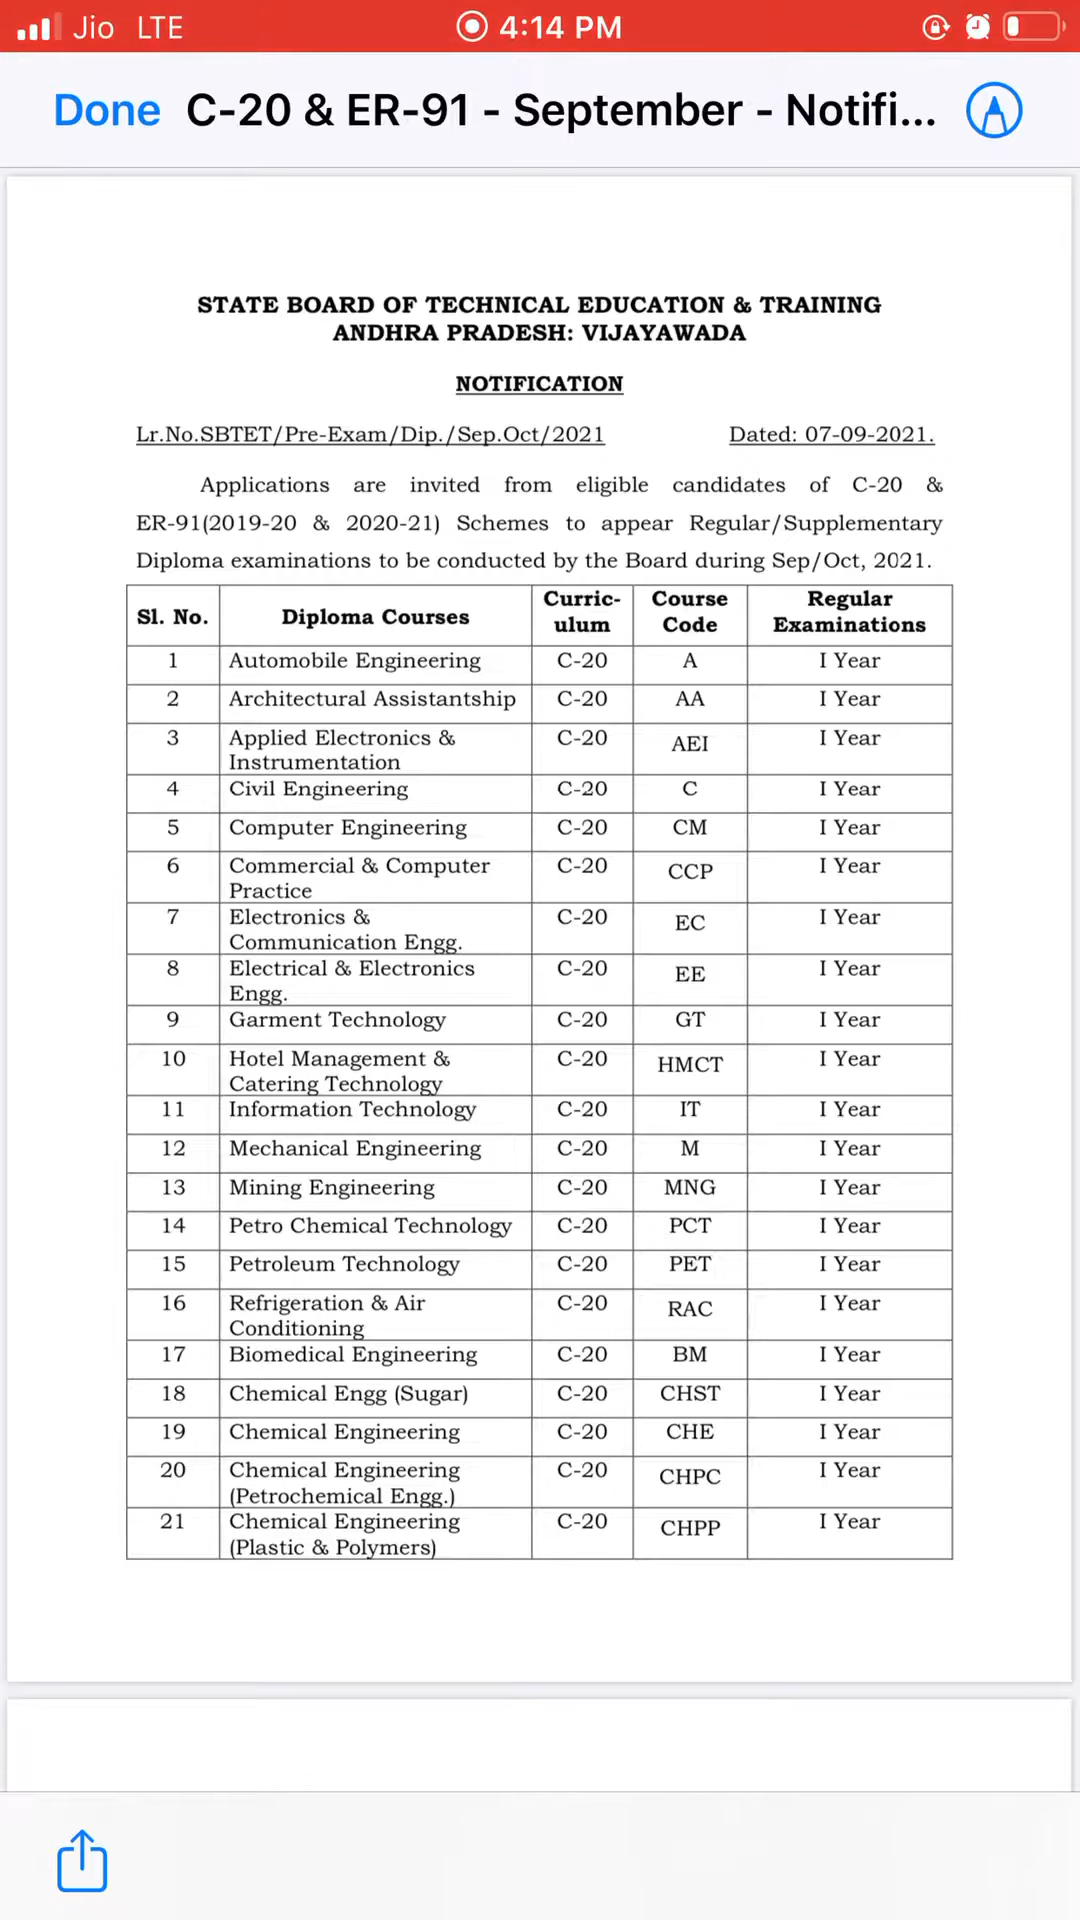 Jio LTE 4:14 PM
Done C-20 & ER-91 - September - Notifi...
STATE BOARD OF TECHNICAL EDUCATION & TRAINING
ANDHRA PRADESH: VIJAYAWADA
NOTIFICATION
Lr.No.SBTET/Pre-Exam/Dip./Sep.Oct/2021 Dated: 07-09-2021.
Applications are invited from eligible candidates of C-20 &
ER-91(2019-20 & 2020-21) Schemes to appear Regular/Supplementary
Diploma examinations to be conducted by the Board during Sep/Oct, 2021.
Sl. No. Diploma Courses Curric-ulum Course Code Regular Examinations
1 Automobile Engineering C-20 A I Year
2 Architectural Assistantship C-20 AA I Year
3 Applied Electronics & Instrumentation C-20 AEI I Year
4 Civil Engineering C-20 C I Year
5 Computer Engineering C-20 CM I Year
6 Commercial & Computer Practice C-20 CCP I Year
7 Electronics & Communication Engg. C-20 EC I Year
8 Electrical & Electronics Engg. C-20 EE I Year
9 Garment Technology C-20 GT I Year
10 Hotel Management & Catering Technology C-20 HMCT I Year
11 Information Technology C-20 IT I Year
12 Mechanical Engineering C-20 M I Year
13 Mining Engineering C-20 MNG I Year
14 Petro Chemical Technology C-20 PCT I Year
15 Petroleum Technology C-20 PET I Year
16 Refrigeration & Air Conditioning C-20 RAC I Year
17 Biomedical Engineering C-20 BM I Year
18 Chemical Engg (Sugar) C-20 CHST I Year
19 Chemical Engineering C-20 CHE I Year
20 Chemical Engineering (Petrochemical Engg.) C-20 CHPC I Year
21 Chemical Engineering (Plastic & Polymers) C-20 CHPP I Year